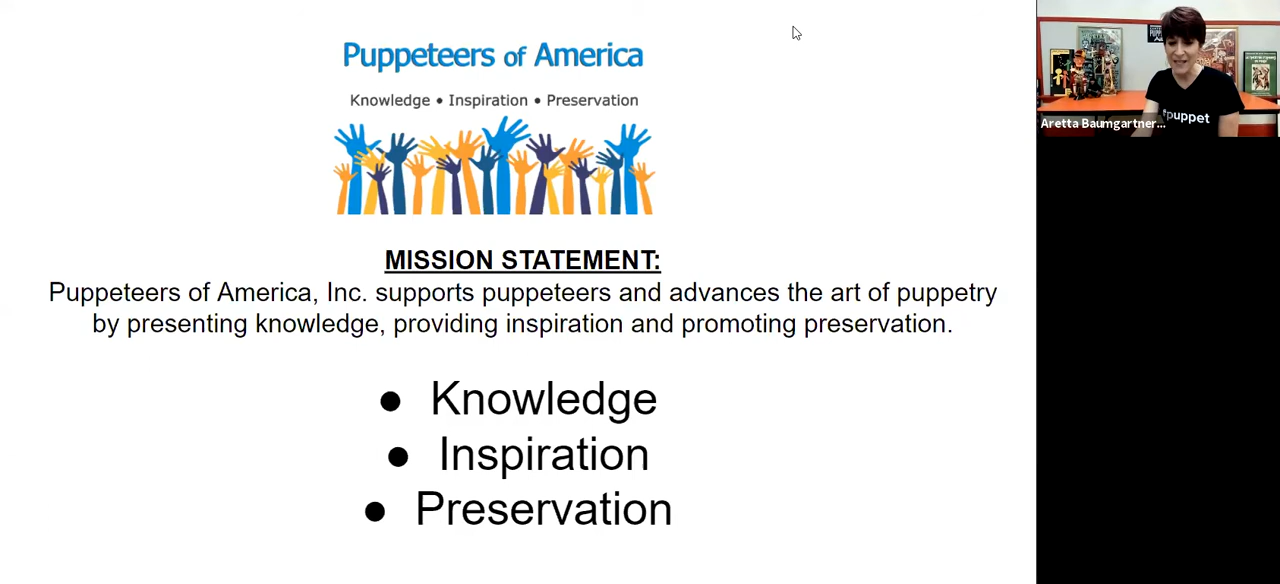 Puppeteers of America
Knowledge • Inspiration • Preservation
MISSION STATEMENT:
Puppeteers of America, Inc. supports puppeteers and advances the art of puppetry
by presenting knowledge, providing inspiration and promoting preservation.
● Knowledge
● Inspiration
● Preservation
#puppet
Aretta Baumgartner...